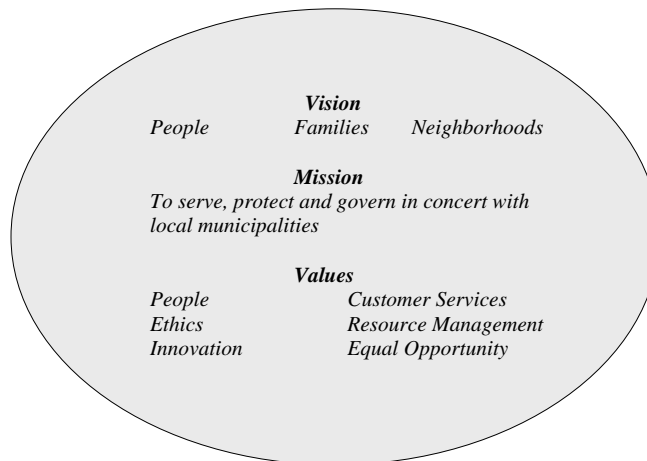 Vision
People Families Neighborhoods
Mission
To serve, protect and govern in concert with
local municipalities
Values
People Customer Services
Ethics Resource Management
Innovation Equal Opportunity